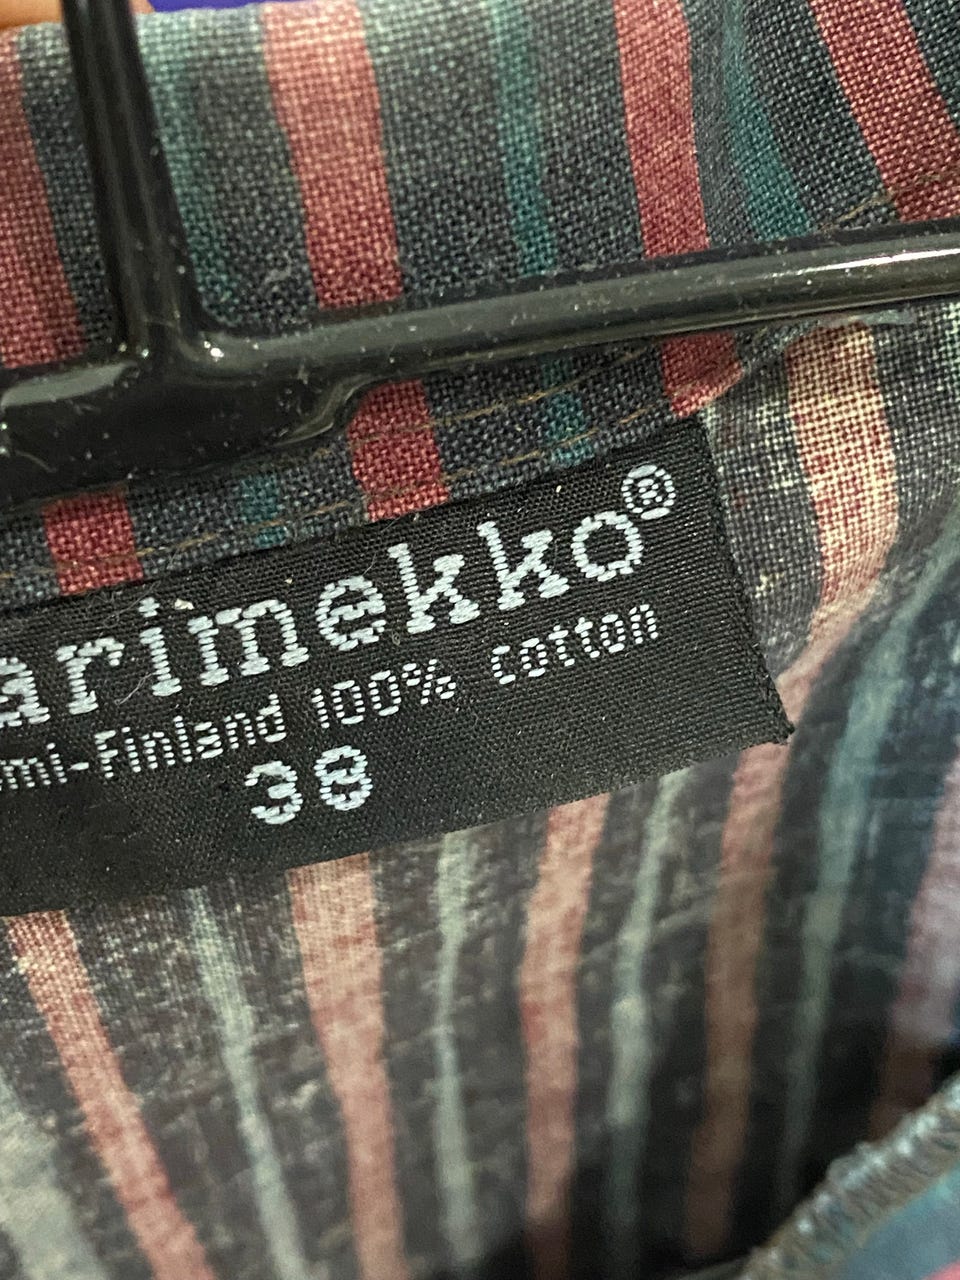 arimekko®
mi-Finland 100% cotton
38